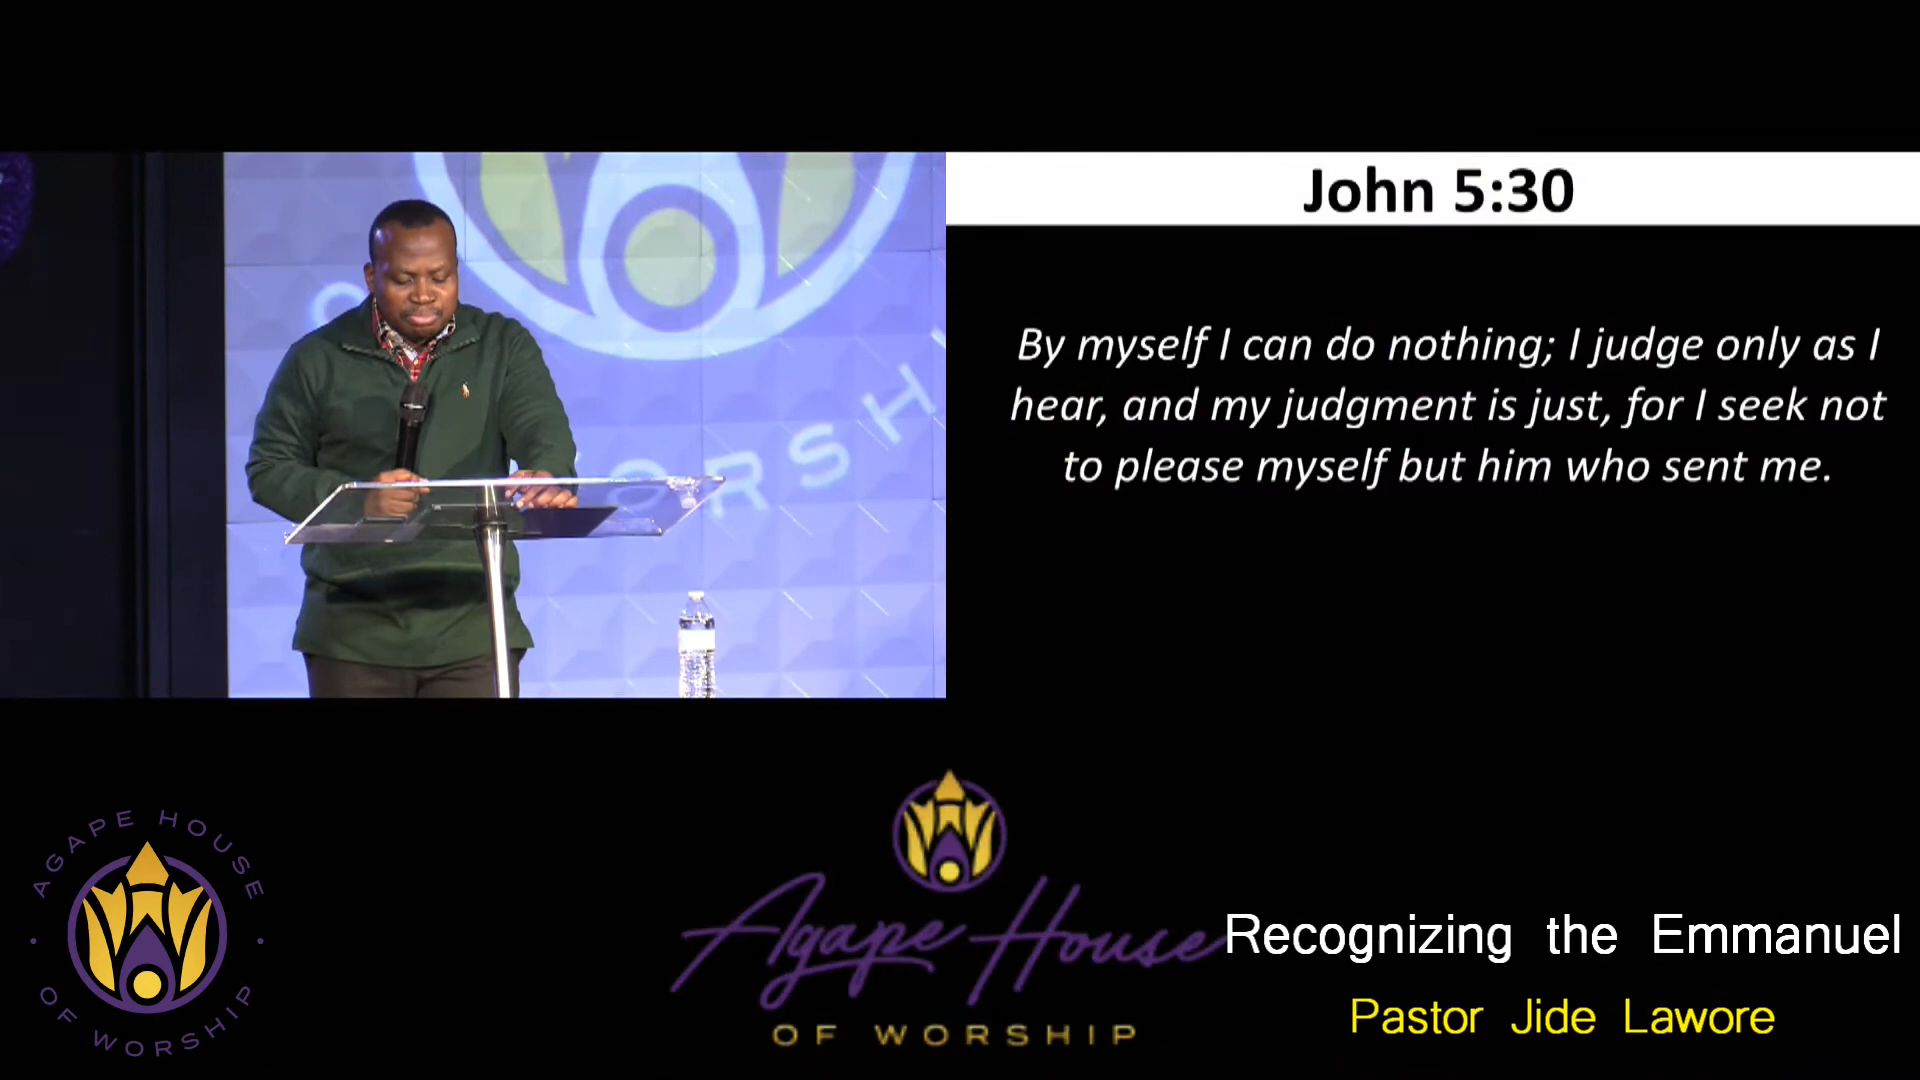 John 5:30
By myself I can do nothing; I judge only as I
hear, and my judgment is just, for I seek not
to please myself but him who sent me.
ORSHI
AGAPE HOUSE
OF WORSHIP
Agape House
OF WORSHIP
Recognizing the Emmanuel
Pastor Jide Lawore